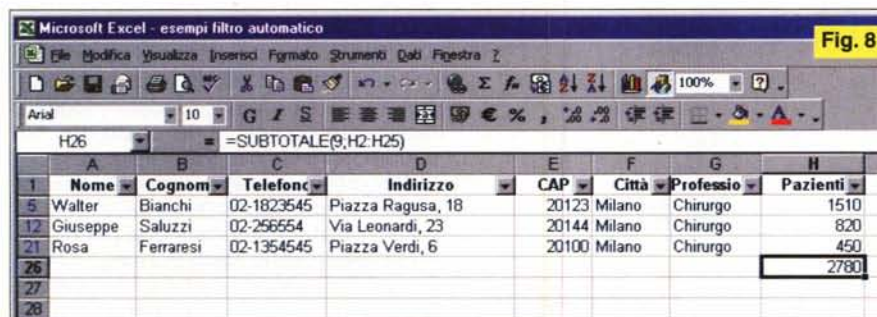 Microsoft Excel - esempi filtro automatico
Fig. 8
File Modifica Visualizza Inserisci Formato Strumenti Dati Finestra ?
100%
Arial 10 G I S € % ,
H26 = =SUBTOTALE(9;H2:H25)
A B C D E F G H
1 Nome Cognom Telefonc Indirizzo CAP Città Professio Pazienti
5 Walter Bianchi 02-1823545 Piazza Ragusa, 18 20123 Milano Chirurgo 1510
12 Giuseppe Saluzzi 02-256554 Via Leonardi, 23 20144 Milano Chirurgo 820
21 Rosa Ferraresi 02-1354545 Piazza Verdi, 6 20100 Milano Chirurgo 450
26 2780
27
28